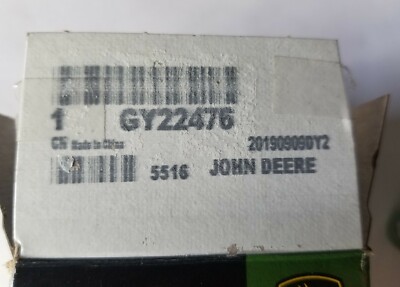 1 GY22476
CN Made in China 20190909DY2
5516 JOHN DEERE